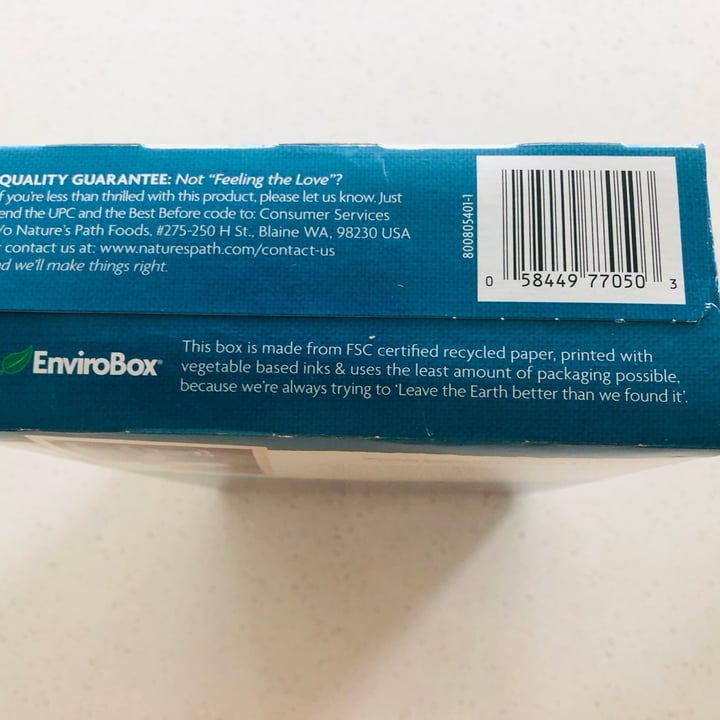 QUALITY GUARANTEE: Not “Feeling the Love”?
f you're less than thrilled with this product, please let us know. Just
end the UPC and the Best Before code to: Consumer Services
/o Nature's Path Foods, #275-250 H St., Blaine WA, 98230 USA
r contact us at: www.naturespath.com/contact-us
nd we'll make things right.
800805401-1
0 58449 77050 3
EnviroBox
This box is made from FSC certified recycled paper, printed with
vegetable based inks & uses the least amount of packaging possible,
because we're always trying to ‘Leave the Earth better than we found it’.